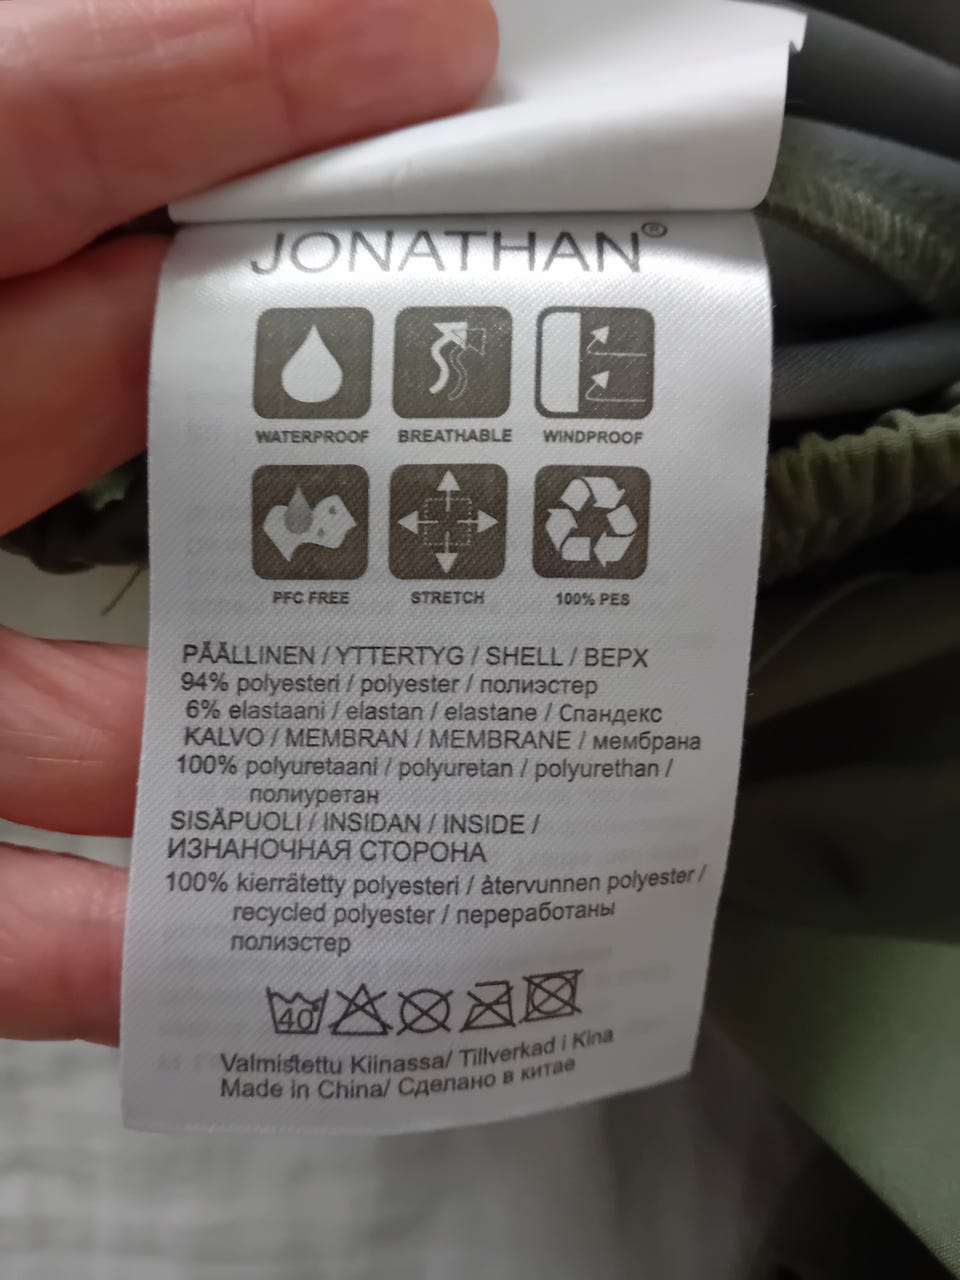 JONATHAN®
WATERPROOF BREATHABLE WINDPROOF
PFC FREE STRETCH 100% PES
PÄÄLLINEN / YTTERTYG / SHELL / ВЕРХ
94% polyesteri / polyester / полиэстер
6% elastaani / elastan / elastane / Спандекс
KALVO / MEMBRAN / MEMBRANE / мембрана
100% polyuretaani / polyuretan / polyurethan /
полиуретан
SISÄPUOLI / INSIDAN / INSIDE /
ИЗНАНОЧНАЯ СТОРОНА
100% kierrätetty polyesteri / återvunnen polyester /
recycled polyester / переработаны
полиэстер
40°
Valmistettu Kiinassa/ Tillverkad i Kina
Made in China/ Сделано в китае